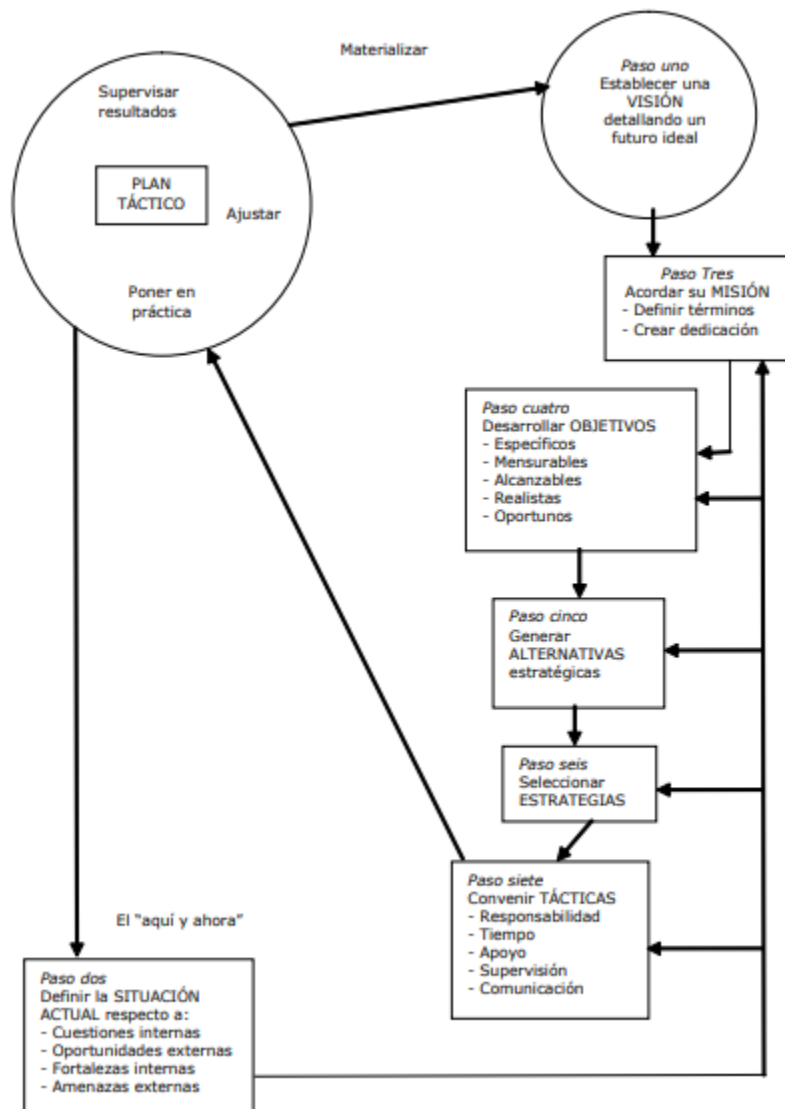 Materializar
Supervisar
resultados
PLAN
TÁCTICO
Ajustar
Poner en
práctica
Paso uno
Establecer una
VISIÓN
detallando un
futuro ideal
Paso Tres
Acordar su MISIÓN
- Definir términos
- Crear dedicación
Paso cuatro
Desarrollar OBJETIVOS
- Específicos
- Mensurables
- Alcanzables
- Realistas
- Oportunos
Paso cinco
Generar
ALTERNATIVAS
estratégicas
Paso seis
Seleccionar
ESTRATEGIAS
Paso siete
Convenir TÁCTICAS
- Responsabilidad
- Tiempo
- Apoyo
- Supervisión
- Comunicación
El "aquí y ahora"
Paso dos
Definir la SITUACIÓN
ACTUAL respecto a:
- Cuestiones internas
- Oportunidades externas
- Fortalezas internas
- Amenazas externas